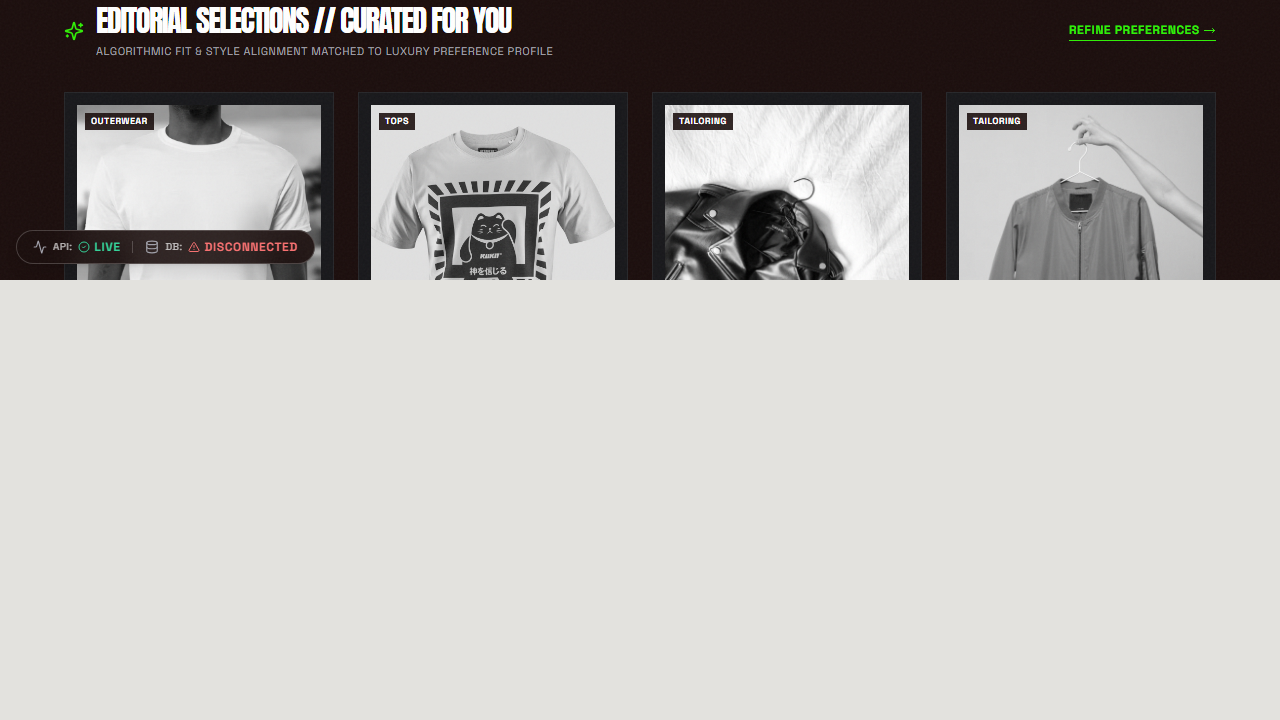 EDITORIAL SELECTIONS // CURATED FOR YOU
ALGORITHMIC FIT & STYLE ALIGNMENT MATCHED TO LUXURY PREFERENCE PROFILE
REFINE PREFERENCES →
OUTERWEAR
TOPS
TAILORING
TAILORING
神を信じる
API: LIVE
DB: DISCONNECTED